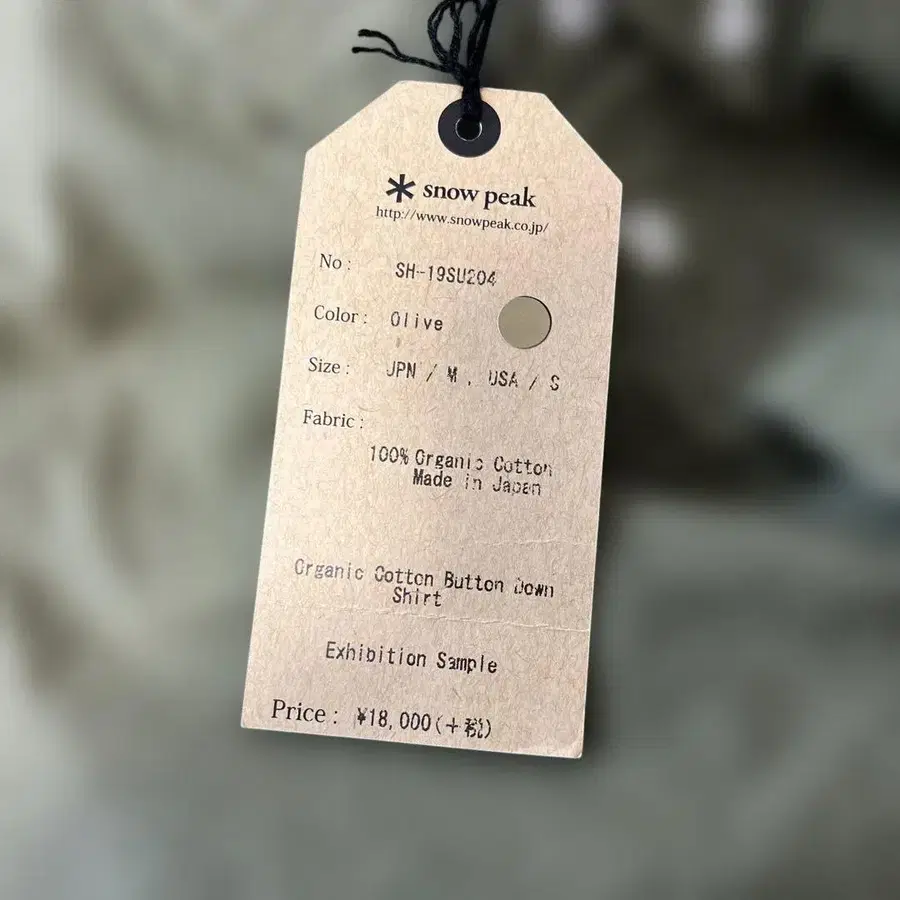 snow peak
http://www.snowpeak.co.jp/
No : SH-19SU204
Color : Olive
Size : JPN / M , USA / S
Fabric :
100% Organic Cotton
Made in Japan
Organic Cotton Button Down
Shirt
Exhibition Sample
Price : ¥18,000(+税)